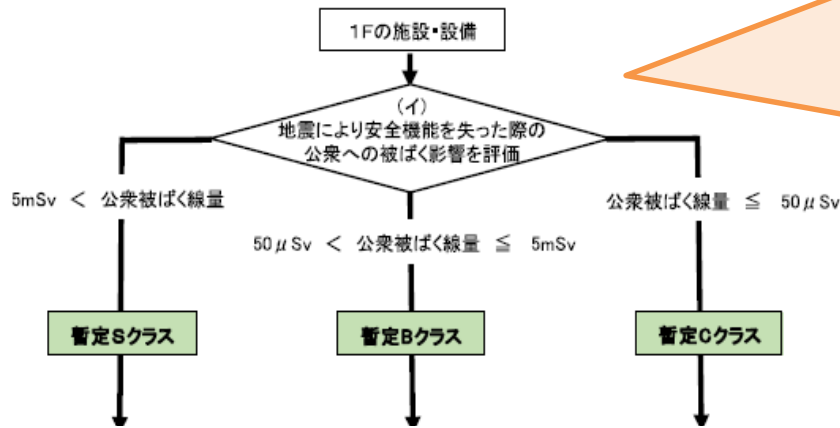 1Fの施設・設備
(イ)
地震により安全機能を失った際の
公衆への被ばく影響を評価
5mSv < 公衆被ばく線量
公衆被ばく線量 ≦ 50μSv
50μSv < 公衆被ばく線量 ≦ 5mSv
暫定Sクラス
暫定Bクラス
暫定Cクラス